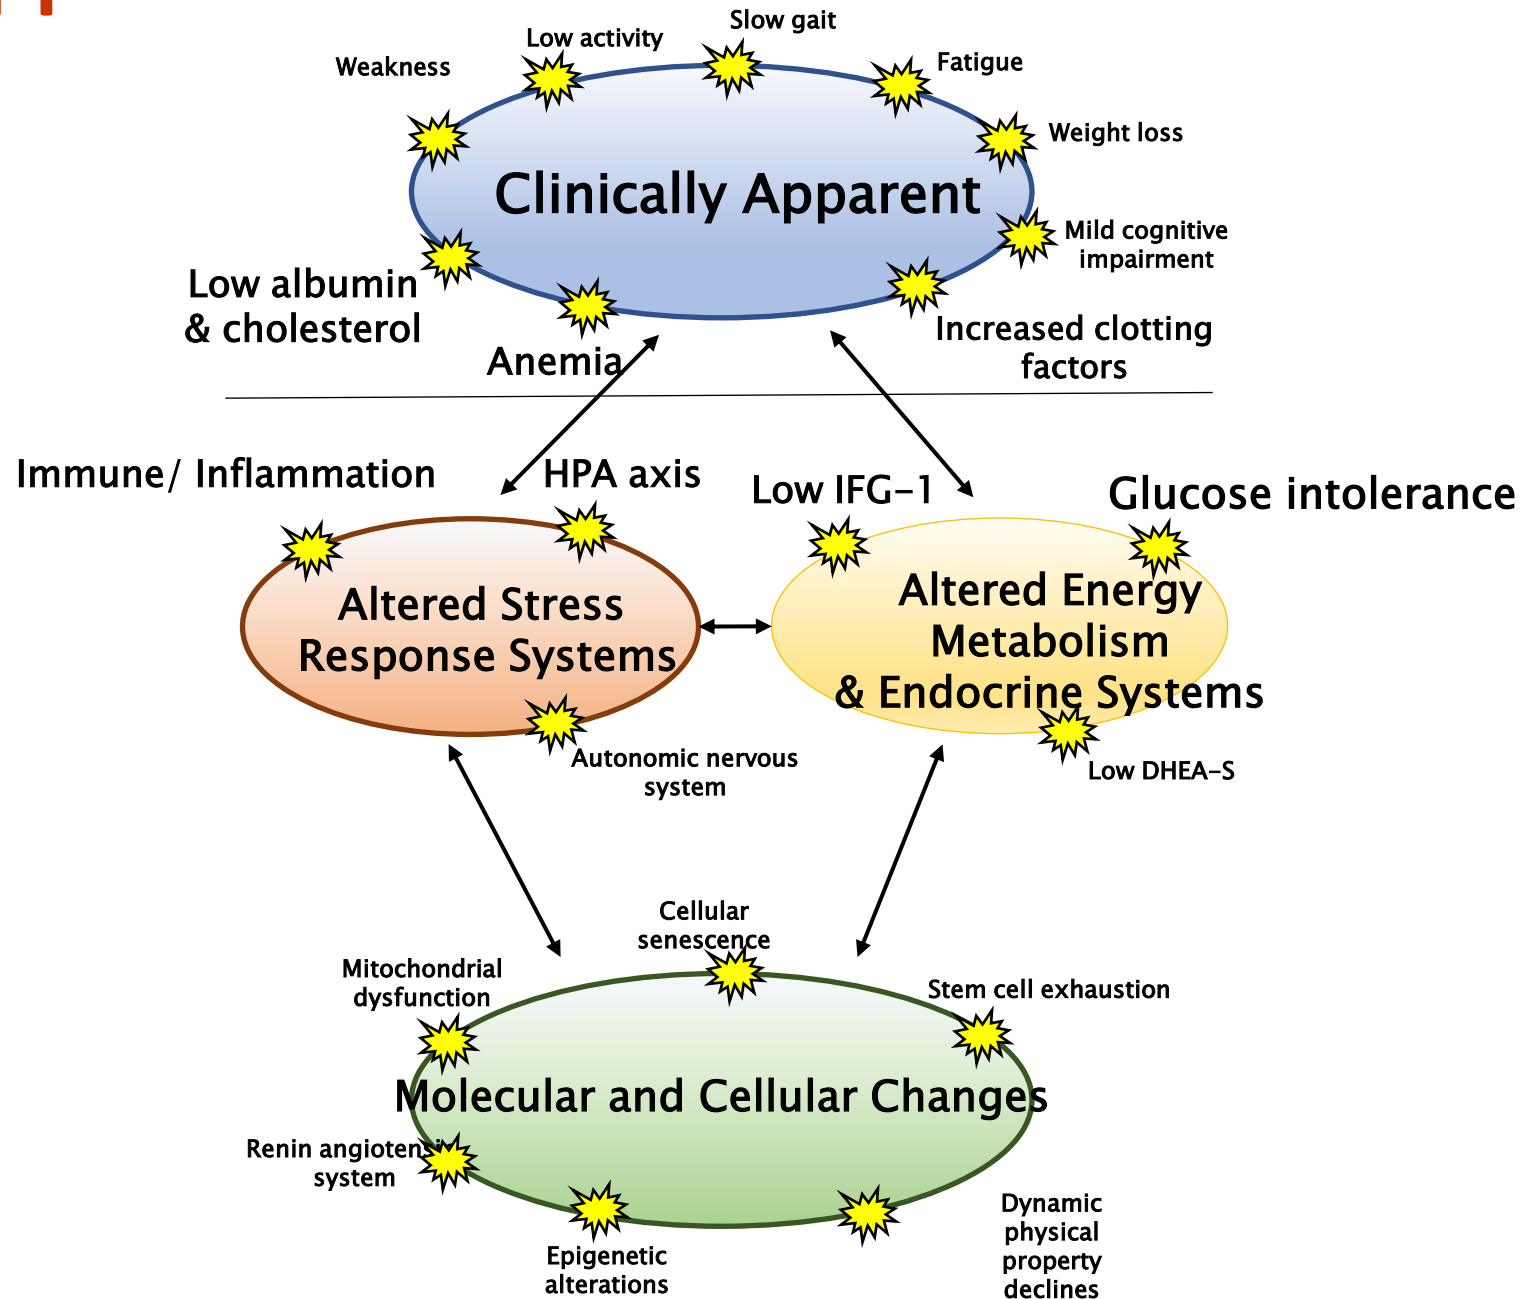 Slow gait
Low activity
Fatigue
Weakness
Weight loss
Clinically Apparent
Mild cognitive
impairment
Low albumin
& cholesterol
Increased clotting
factors
Anemia
Immune/ Inflammation
HPA axis
Low IFG-1
Glucose intolerance
Altered Stress
Response Systems
Altered Energy
Metabolism
& Endocrine Systems
Autonomic nervous
system
Low DHEA-S
Cellular
senescence
Mitochondrial
dysfunction
Stem cell exhaustion
Molecular and Cellular Changes
Renin
system
Dynamic
physical
property
declines
Epigenetic
alterations